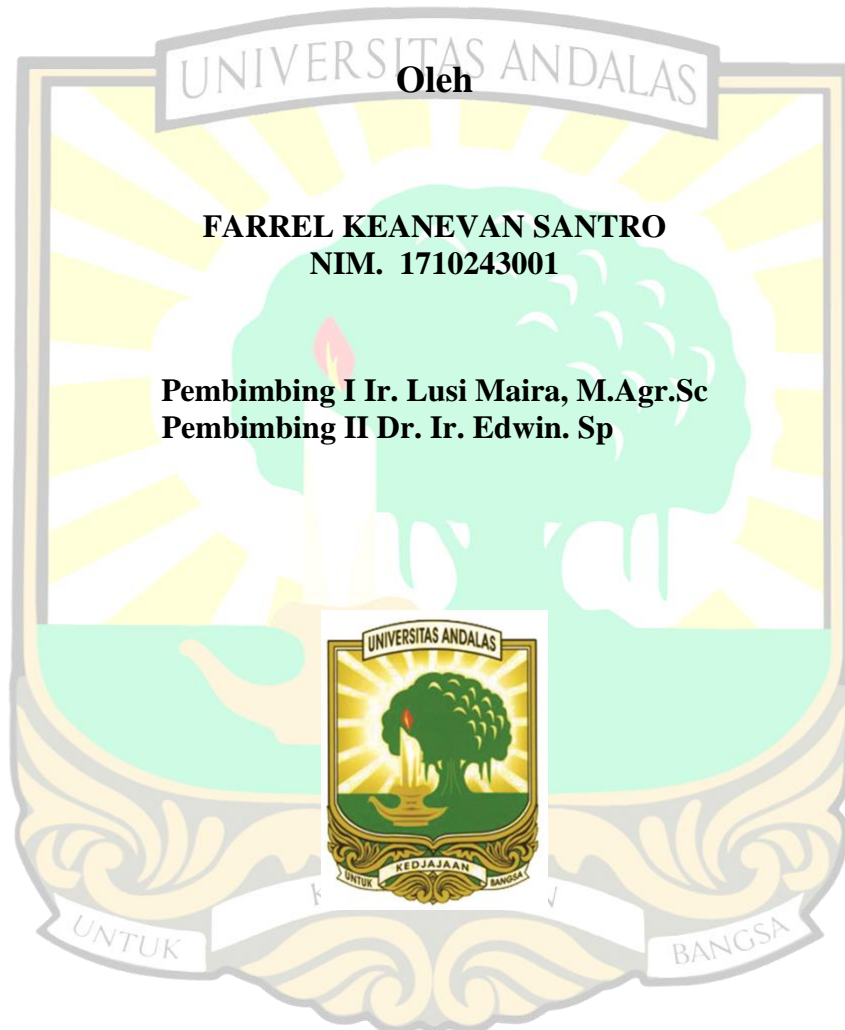 UNIVERSITAS ANDALAS
Oleh
FARREL KEANEVAN SANTRO
NIM. 1710243001
Pembimbing I Ir. Lusi Maira, M.Agr.Sc
Pembimbing II Dr. Ir. Edwin. Sp
UNIVERSITAS ANDALAS
KEDJAJAAN
UNTUK BANGSA
UNTUK BANGSA